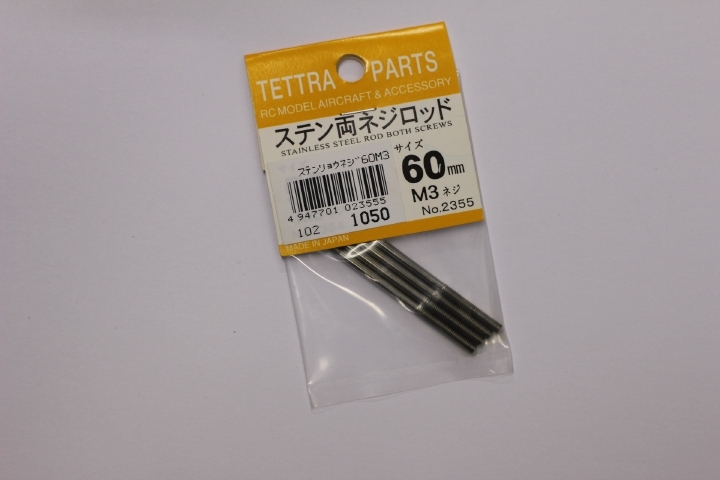 TETTRA PARTS
RC MODEL AIRCRAFT & ACCESSORY
ステン両ネジロッド
STAINLESS STEEL ROD BOTH SCREWS
ステンリョウネジ 60M3
4 947701 023555
102 1050
サイズ
60mm
M3ネジ
No.2355
MADE IN JAPAN